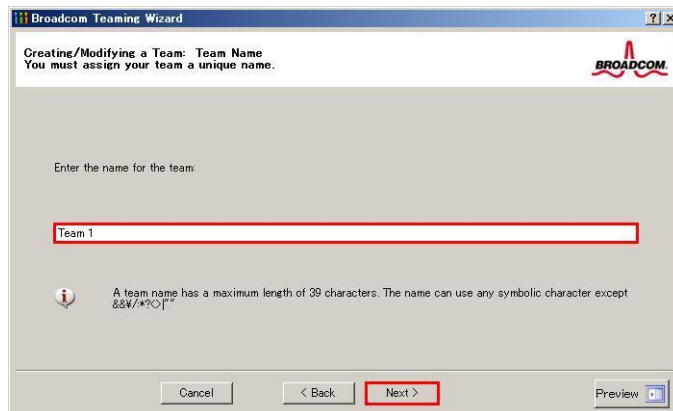 Broadcom Teaming Wizard
Creating/Modifying a Team: Team Name
You must assign your team a unique name.
BROADCOM.
Enter the name for the team:
Team 1
A team name has a maximum length of 39 characters. The name can use any symbolic character except
&&¥/:*?<>|""
Cancel
< Back
Next >
Preview